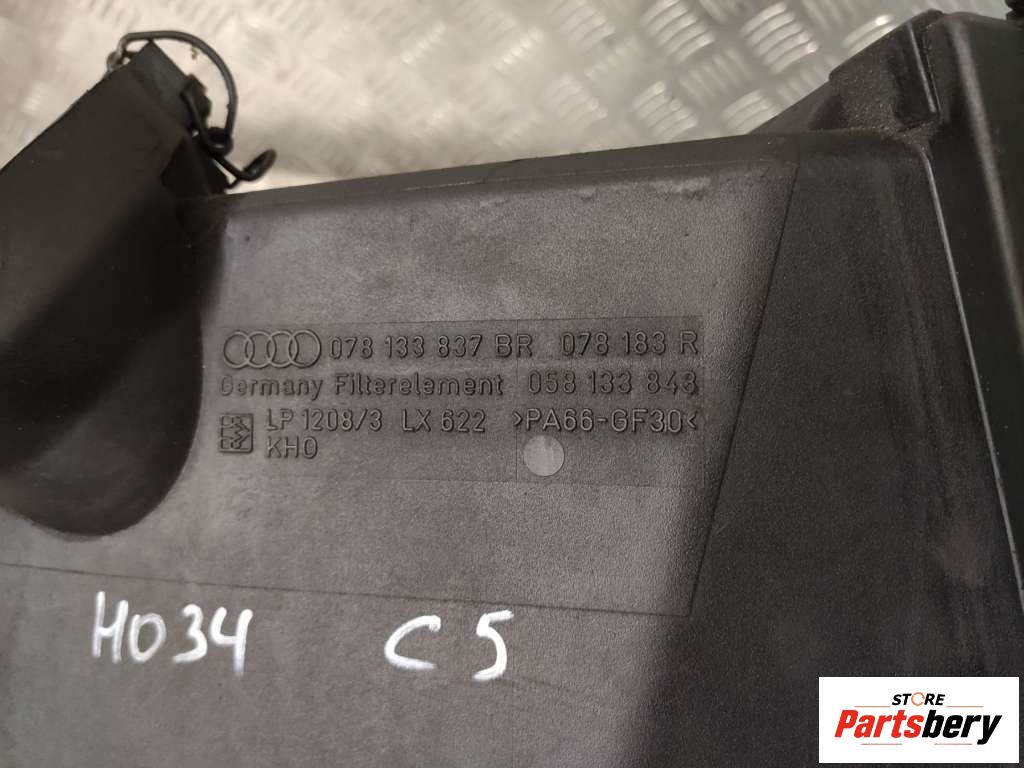 078 133 837 BR 078 183 R
Germany Filterelement 058 133 843
LP 1208/3 LX 622 >PA66-GF30<
KHO
H034 C5
STORE
Partsbery